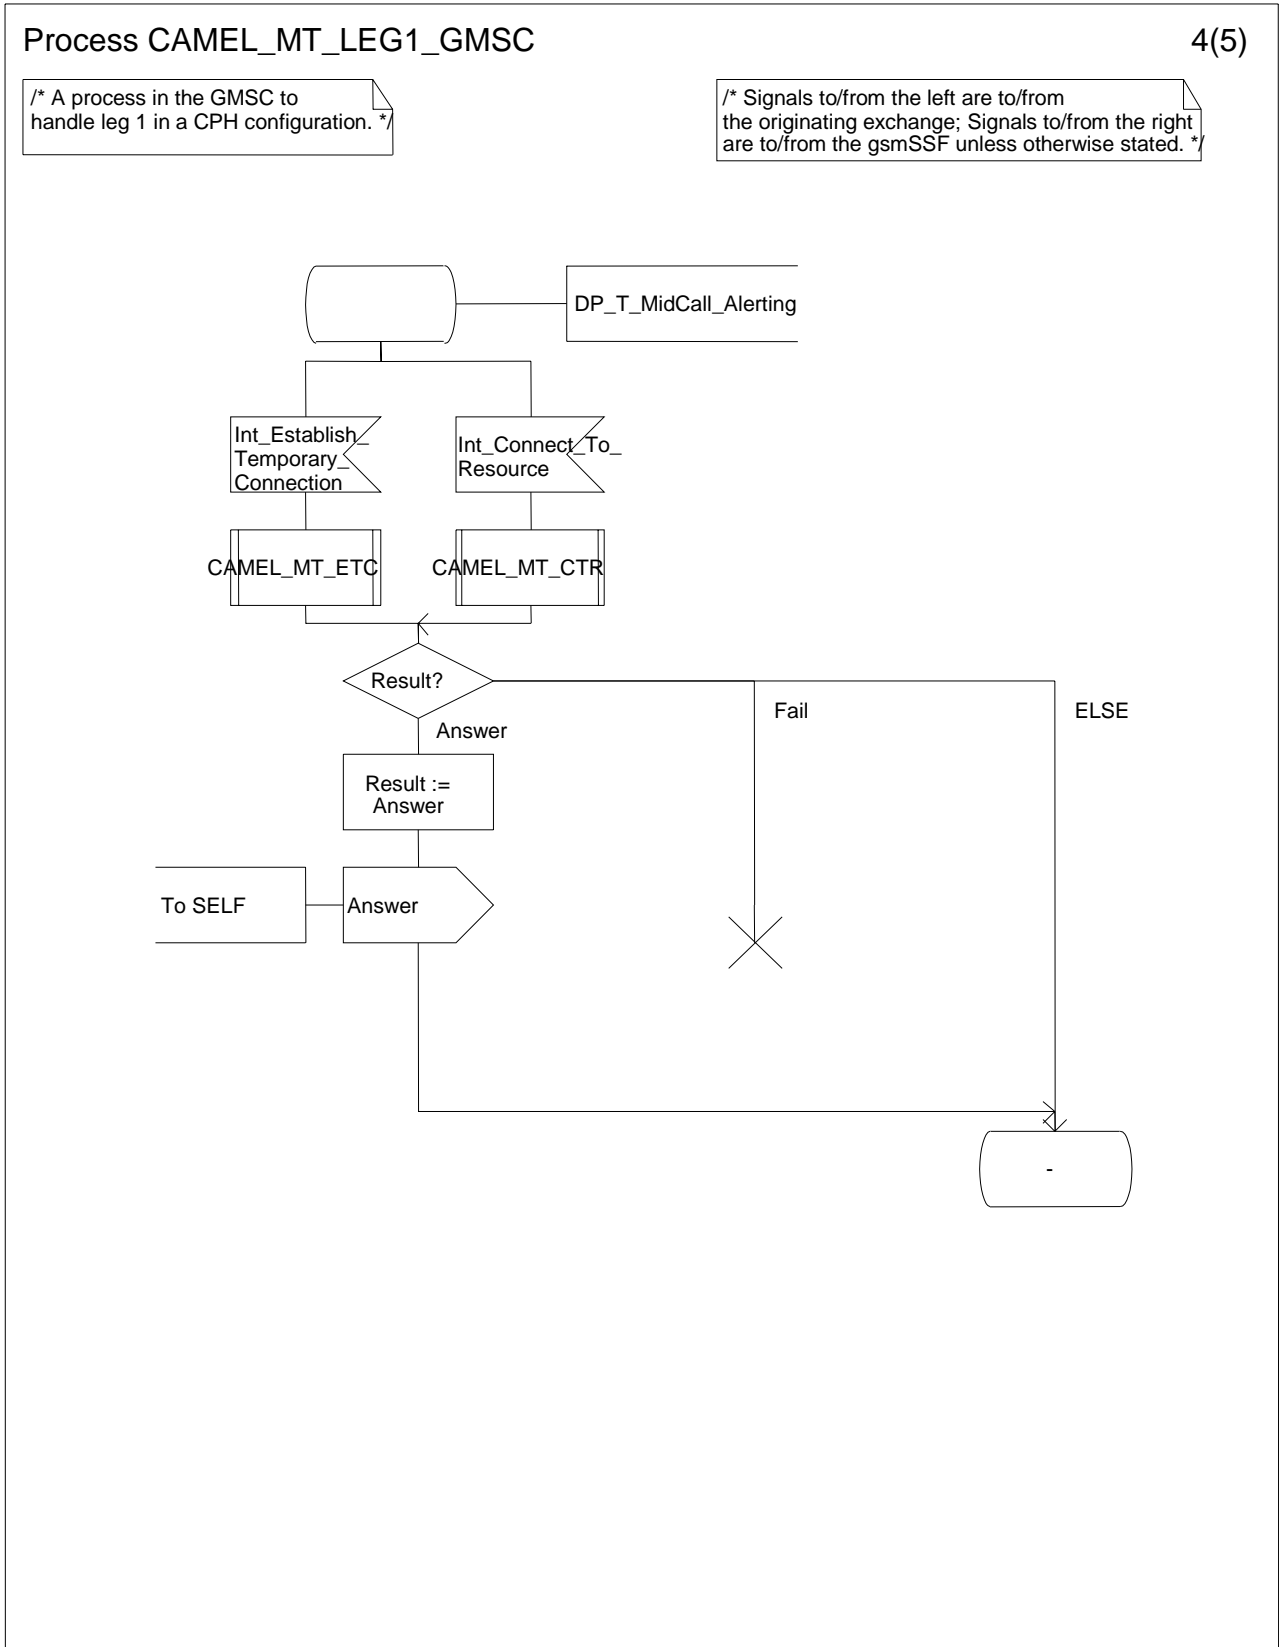 Process CAMEL_MT_LEG1_GMSC
4(5)
/* A process in the GMSC to
handle leg 1 in a CPH configuration. */
/* Signals to/from the left are to/from
the originating exchange; Signals to/from the right
are to/from the gsmSSF unless otherwise stated. */
DP_T_MidCall_Alerting
Int_Establish_
Temporary_
Connection
Int_Connect_To_
Resource
CAMEL_MT_ETC
CAMEL_MT_CTR
Result?
Fail
ELSE
Answer
Result :=
Answer
To SELF
Answer
-